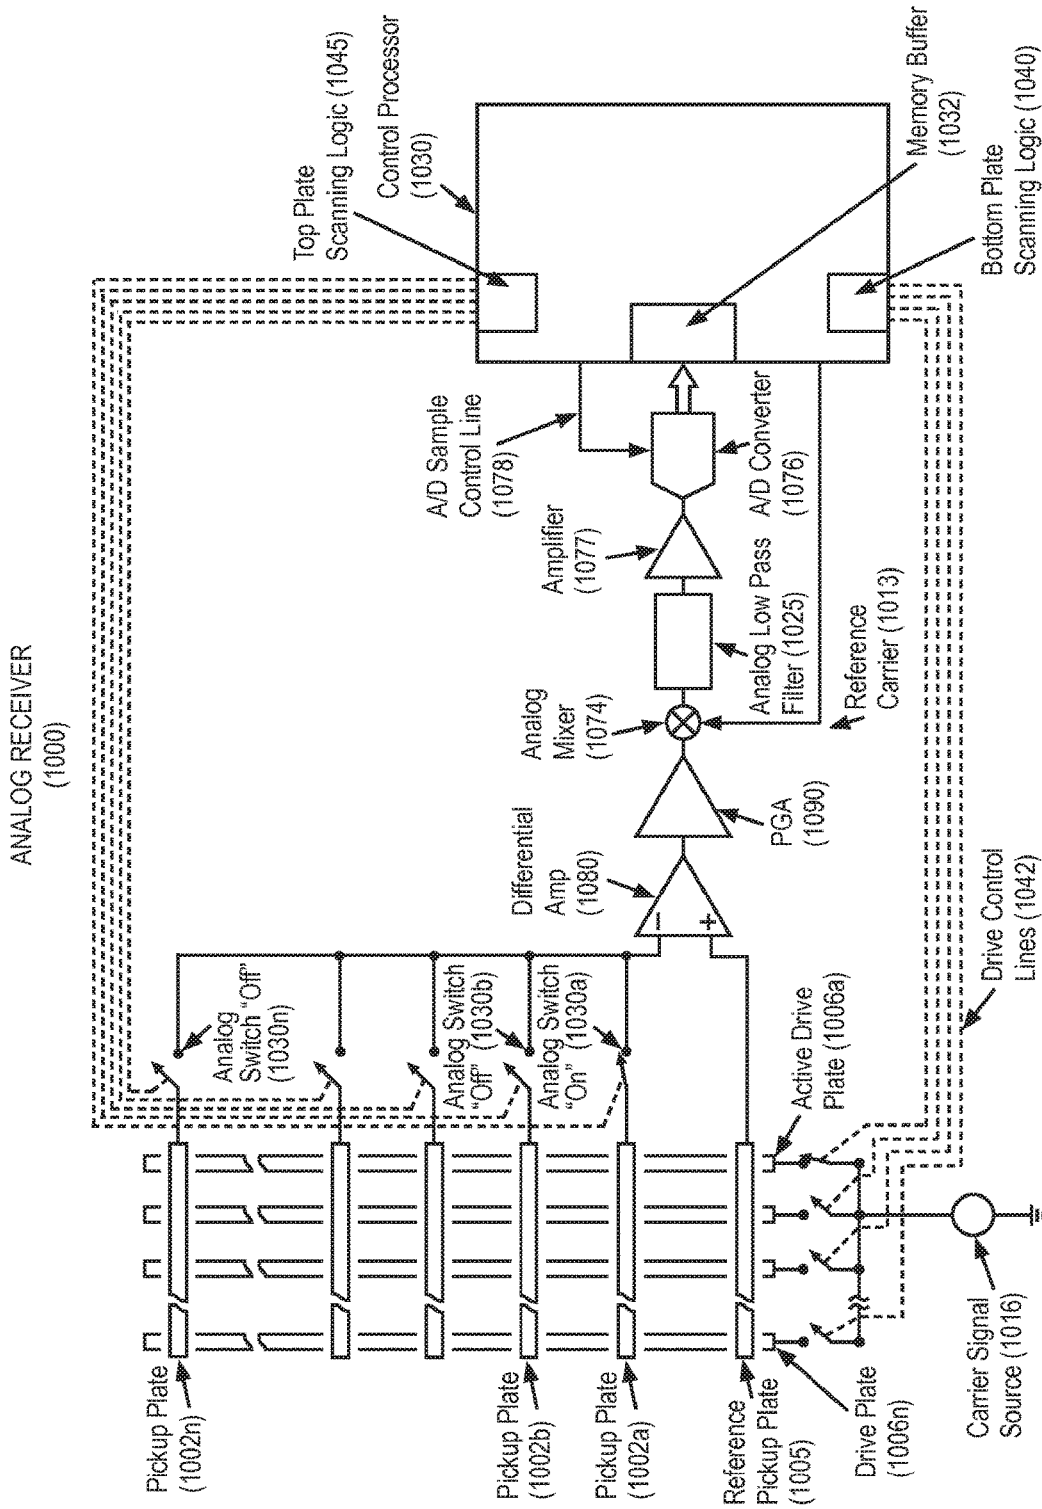 ANALOG RECEIVER
(1000)
Top Plate
Scanning Logic (1045)
Control Processor
(1030)
Memory Buffer
(1032)
Bottom Plate
Scanning Logic (1040)
A/D Sample
Control Line
(1078)
Amplifier
(1077)
A/D Converter
(1076)
Analog Low Pass
Filter (1025)
Analog
Mixer
(1074)
Reference
Carrier (1013)
PGA
(1090)
Differential
Amp
(1080)
−
+
Drive Control
Lines (1042)
Analog
Switch "Off"
(1030n)
Analog Switch
"Off" (1030b)
Analog Switch
"On" (1030a)
Active Drive
Plate (1006a)
Pickup Plate
(1002n)
Pickup Plate
(1002b)
Pickup Plate
(1002a)
Reference
Pickup Plate
(1005)
Drive Plate
(1006n)
Carrier Signal
Source (1016)